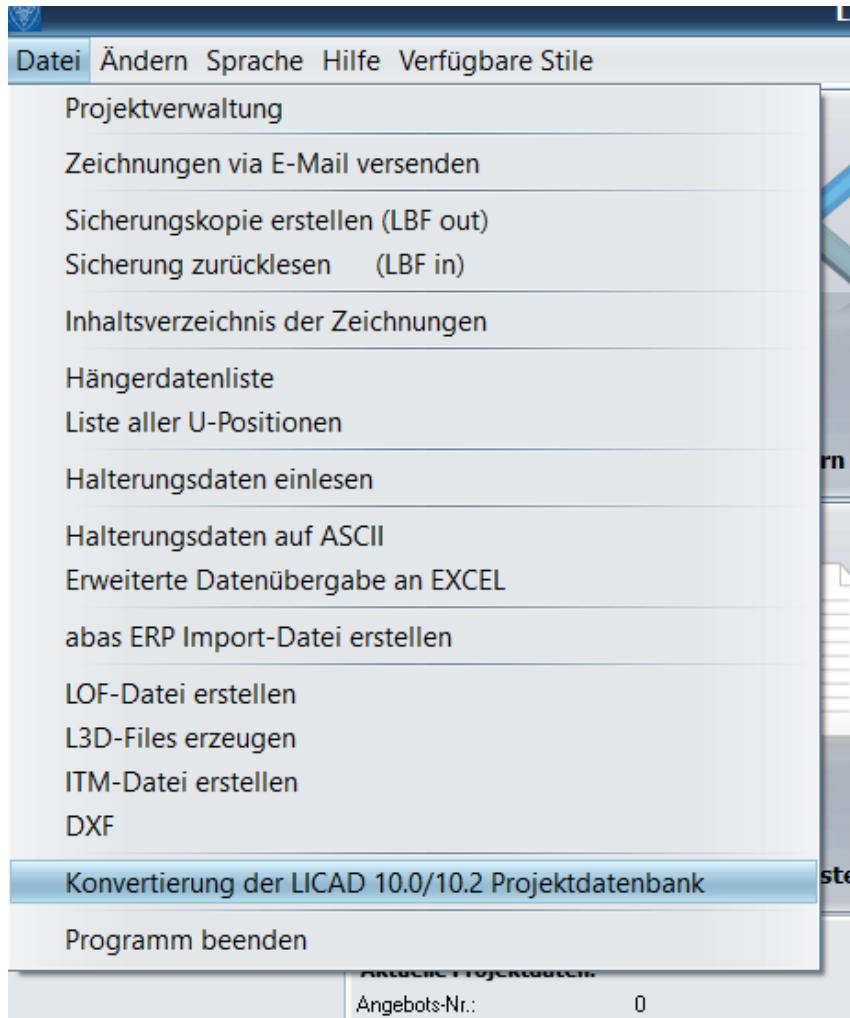 Datei Ändern Sprache Hilfe Verfügbare Stile
Projektverwaltung
Zeichnungen via E-Mail versenden
Sicherungskopie erstellen (LBF out)
Sicherung zurücklesen (LBF in)
Inhaltsverzeichnis der Zeichnungen
Hängerdatenliste
Liste aller U-Positionen
Halterungsdaten einlesen
Halterungsdaten auf ASCII
Erweiterte Datenübergabe an EXCEL
abas ERP Import-Datei erstellen
LOF-Datei erstellen
L3D-Files erzeugen
ITM-Datei erstellen
DXF
Konvertierung der LICAD 10.0/10.2 Projektdatenbank
Programm beenden
Aktuelle Projektdaten:
Angebots-Nr.: 0